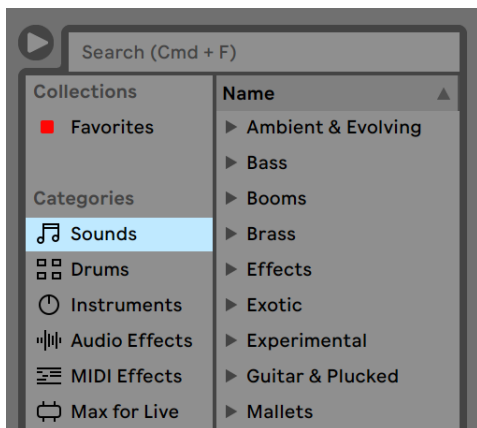 Search (Cmd + F)
Collections
Favorites
Categories
Sounds
Drums
Instruments
Audio Effects
MIDI Effects
Max for Live
Name
Ambient & Evolving
Bass
Booms
Brass
Effects
Exotic
Experimental
Guitar & Plucked
Mallets